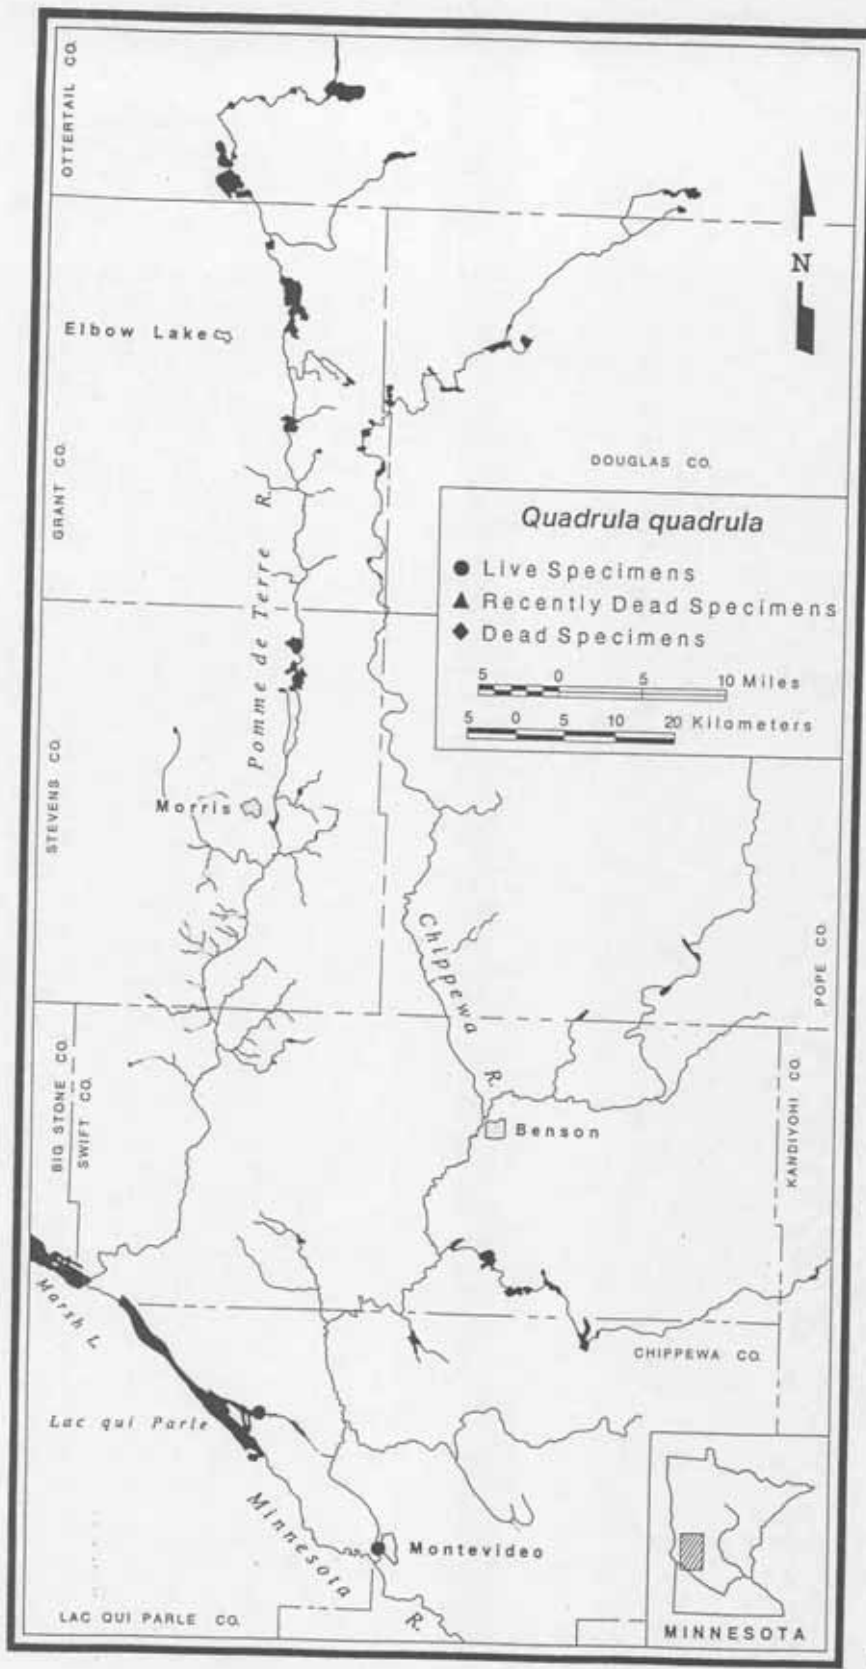 OTTERTAIL CO.
N
Elbow Lake
GRANT CO.
DOUGLAS CO.
Pomme de Terre R.
Quadrula quadrula
Live Specimens
Recently Dead Specimens
Dead Specimens
5 0 5 10 Miles
5 0 5 10 20 Kilometers
STEVENS CO.
Morris
Chippewa R.
POPE CO.
BIG STONE CO.
SWIFT CO.
Benson
KANDIYOHI CO.
Marsh L.
CHIPPEWA CO.
Lac qui Parle
Minnesota R.
Montevideo
LAC QUI PARLE CO.
MINNESOTA